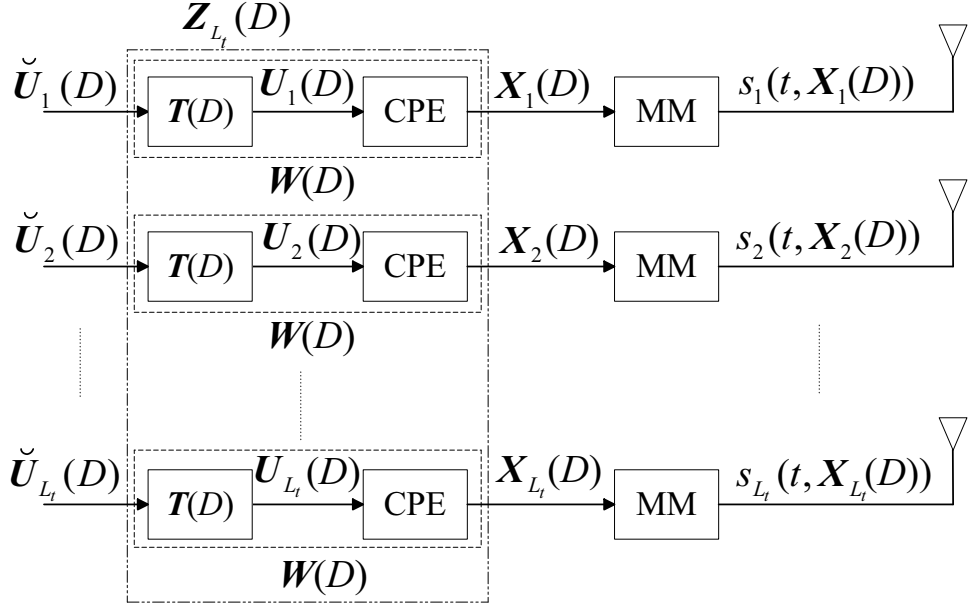 Z_{L_t}(D)
Ŭ_1(D) T(D) U_1(D) CPE X_1(D) MM s_1(t, X_1(D))
W(D)
Ŭ_2(D) T(D) U_2(D) CPE X_2(D) MM s_2(t, X_2(D))
W(D)
Ŭ_{L_t}(D) T(D) U_{L_t}(D) CPE X_{L_t}(D) MM s_{L_t}(t, X_{L_t}(D))
W(D)